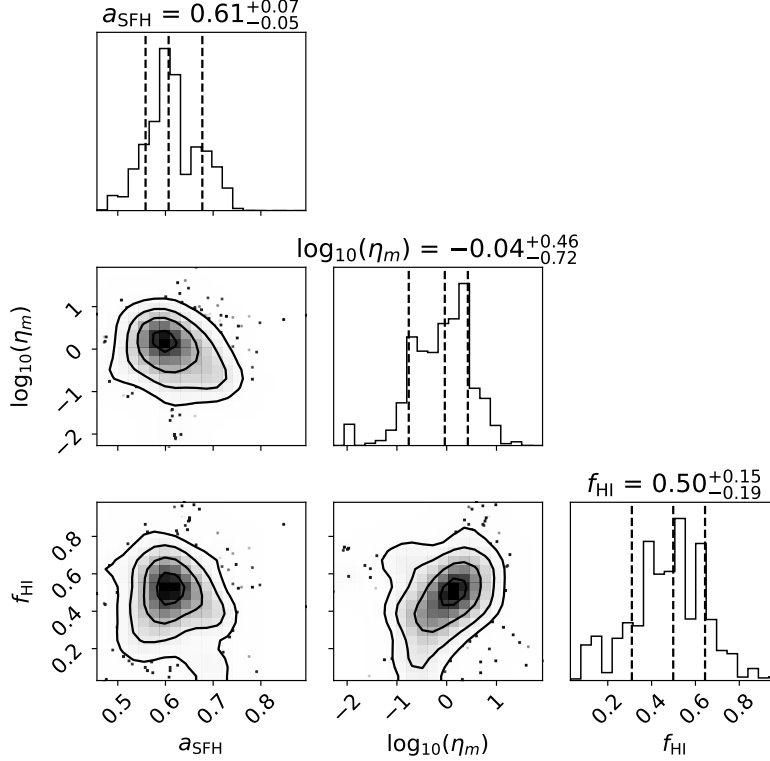 a_SFH = 0.61^{+0.07}_{−0.05}
log₁₀(η_m) = −0.04^{+0.46}_{−0.72}
log₁₀(η_m)
1
0
−1
−2
f_HI = 0.50^{+0.15}_{−0.19}
f_HI
0.8
0.6
0.4
0.2
0.5 0.6 0.7 0.8
−2 −1 0 1
0.2 0.4 0.6 0.8
a_SFH
log₁₀(η_m)
f_HI